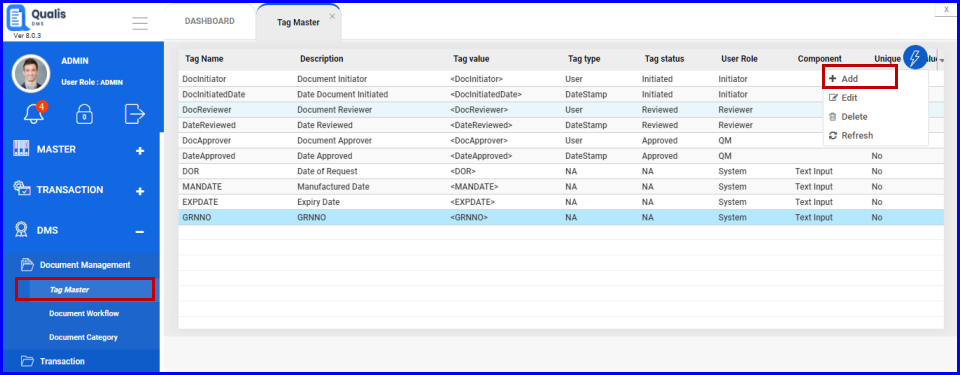 Qualis
DMS
Ver 8.0.3
DASHBOARD
Tag Master
X
ADMIN
User Role : ADMIN
4
MASTER
TRANSACTION
DMS
Document Management
Tag Master
Document Workflow
Document Category
Transaction
Tag Name Description Tag value Tag type Tag status User Role Component Unique
DocInitiator Document Initiator <DocInitiator> User Initiated Initiator
DocInitiatedDate Date Document Initiated <DocInitiatedDate> DateStamp Initiated Initiator
DocReviewer Document Reviewer <DocReviewer> User Reviewed Reviewer
DateReviewed Date Reviewed <DateReviewed> DateStamp Reviewed Reviewer
DocApprover Document Approver <DocApprover> User Approved QM
DateApproved Date Approved <DateApproved> DateStamp Approved QM No
DOR Date of Request <DOR> NA NA System Text Input No
MANDATE Manufactured Date <MANDATE> NA NA System Text Input No
EXPDATE Expiry Date <EXPDATE> NA NA System Text Input No
GRNNO GRNNO <GRNNO> NA NA System Text Input No
Add
Edit
Delete
Refresh